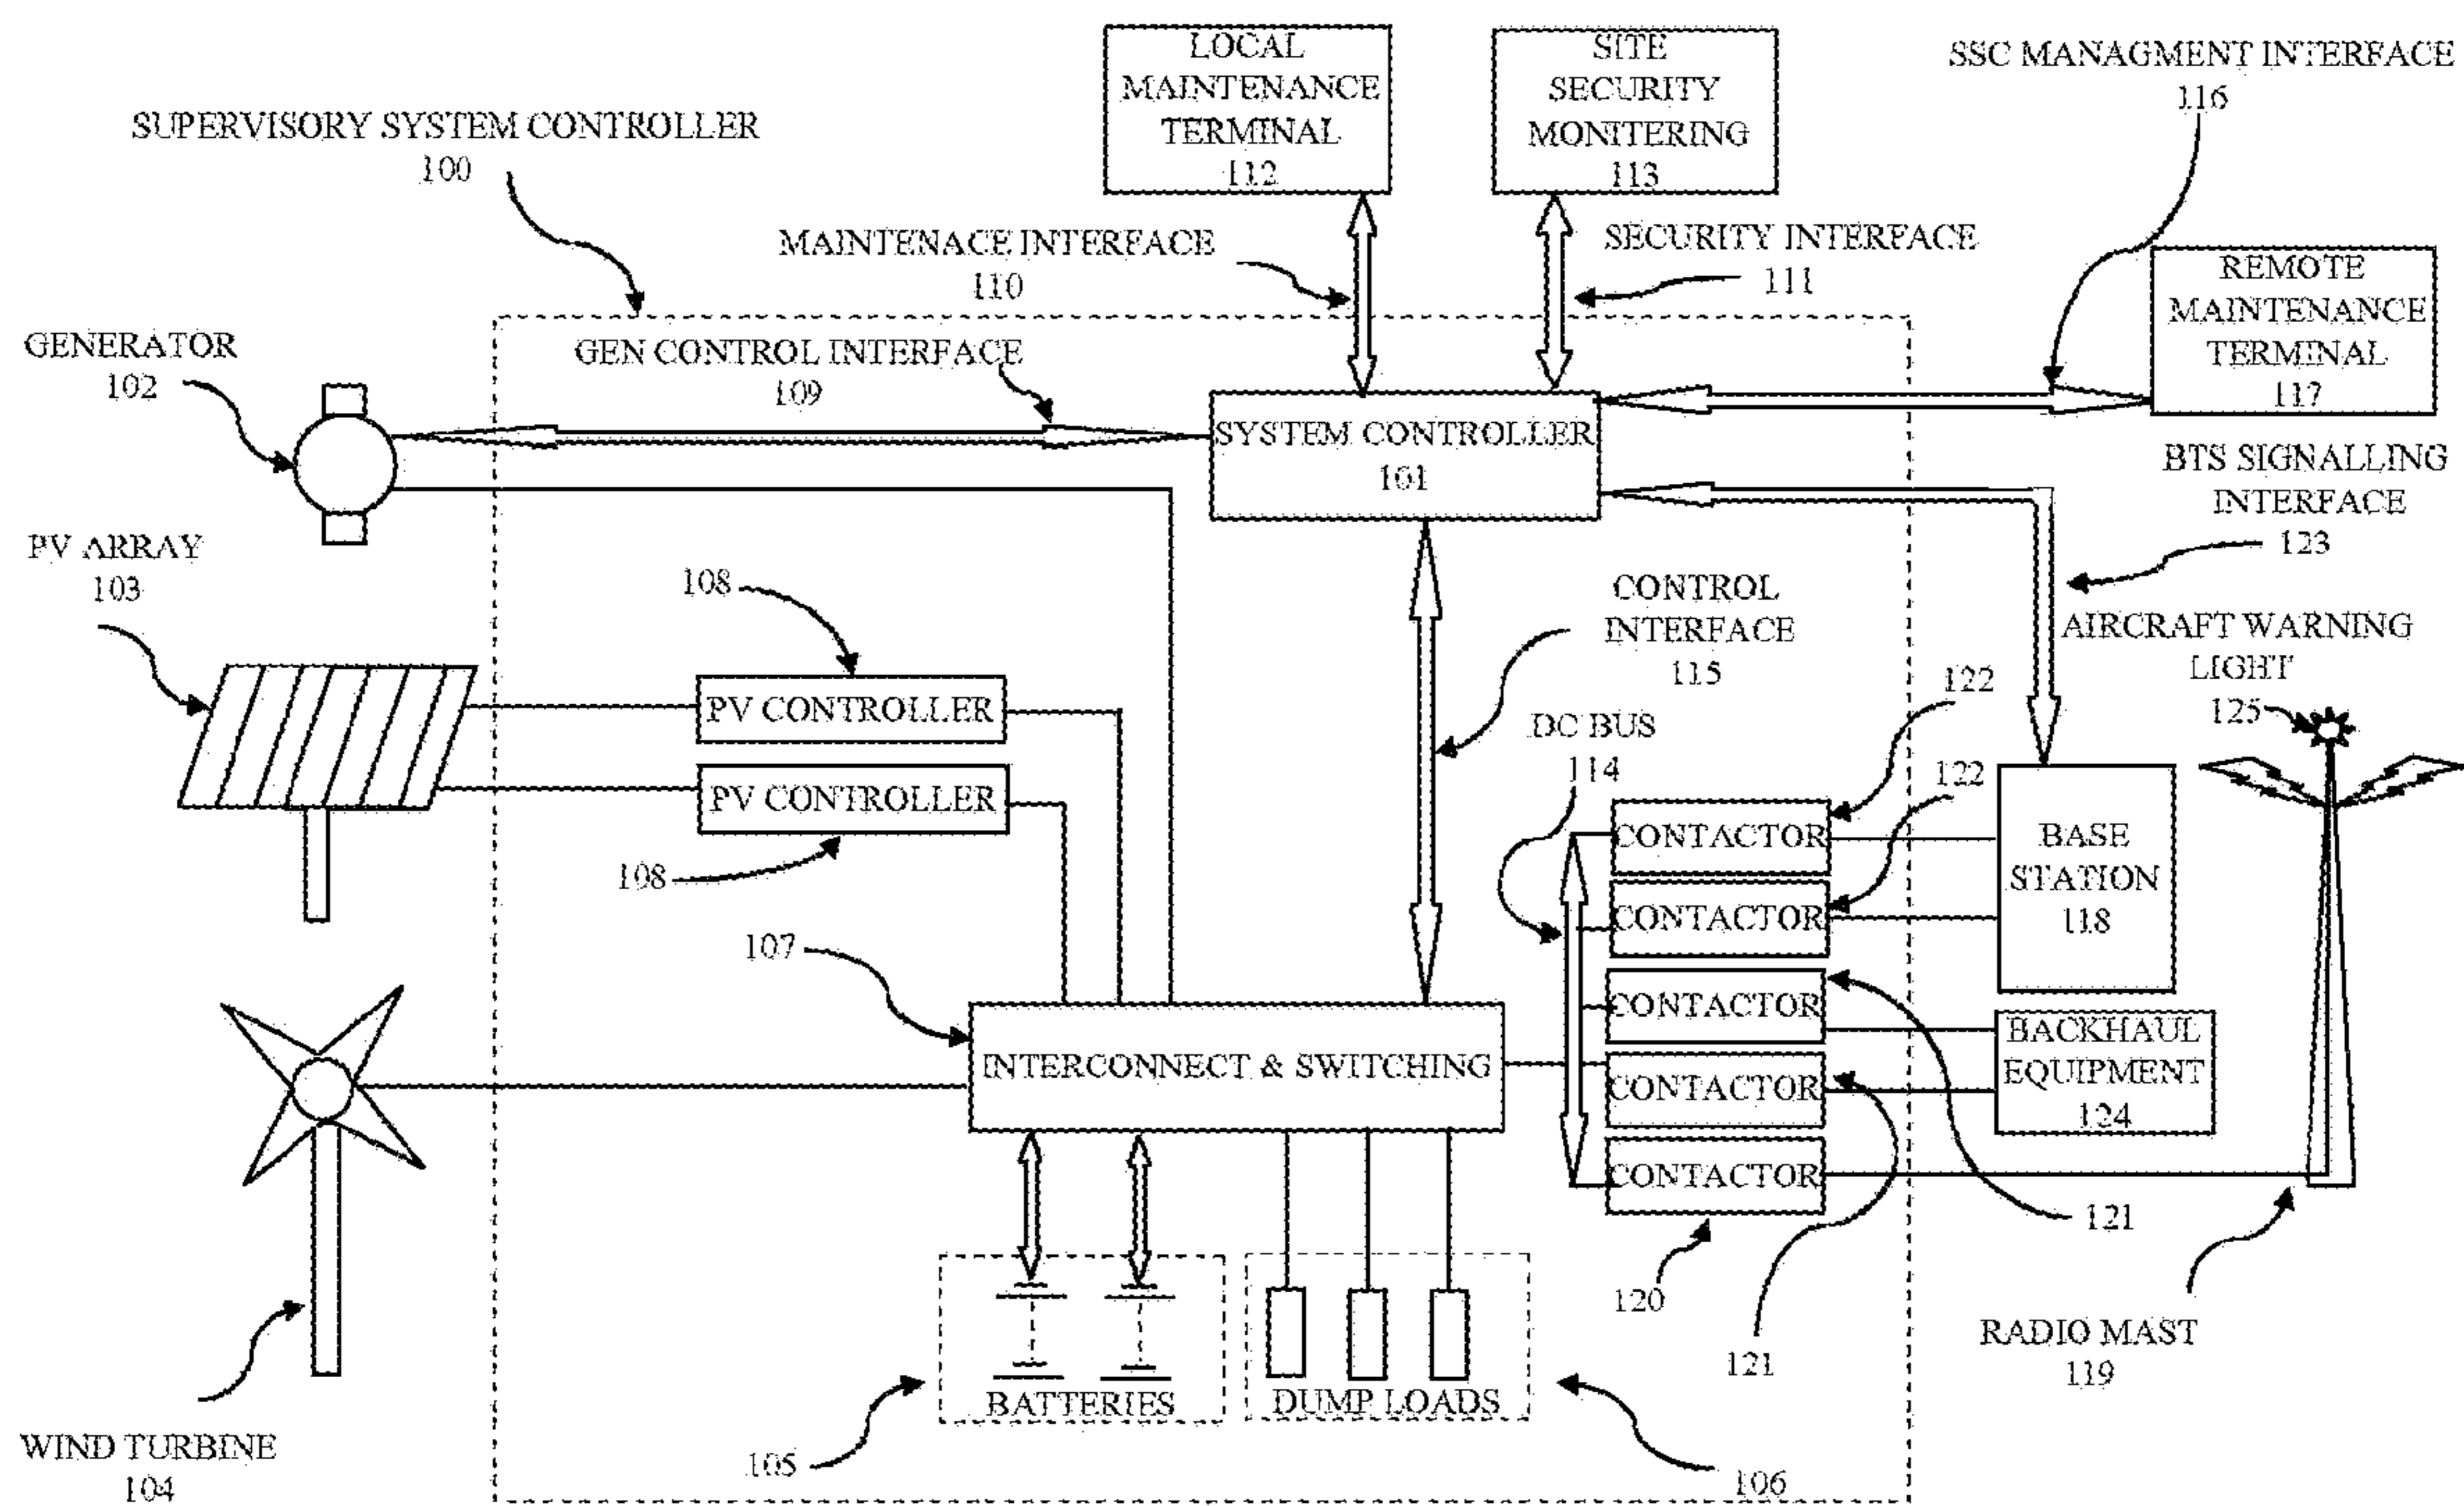 LOCAL
MAINTENANCE
TERMINAL
112
SITE
SECURITY
MONITERING
113
SSC MANAGMENT INTERFACE
116
SUPERVISORY SYSTEM CONTROLLER
100
MAINTENACE INTERFACE
110
SECURITY INTERFACE
111
REMOTE
MAINTENANCE
TERMINAL
117
GENERATOR
102
GEN CONTROL INTERFACE
109
SYSTEM CONTROLLER
101
BTS SIGNALLING
INTERFACE
123
PV ARRAY
103
108
CONTROL
INTERFACE
115
AIRCRAFT WARNING
LIGHT
125
PV CONTROLLER
PV CONTROLLER
108
DC BUS
114
122
122
CONTACTOR
CONTACTOR
CONTACTOR
CONTACTOR
CONTACTOR
BASE
STATION
118
107
INTERCONNECT & SWITCHING
BACKHAUL
EQUIPMENT
124
121
120
121
RADIO MAST
119
BATTERIES
DUMP LOADS
105
106
WIND TURBINE
104